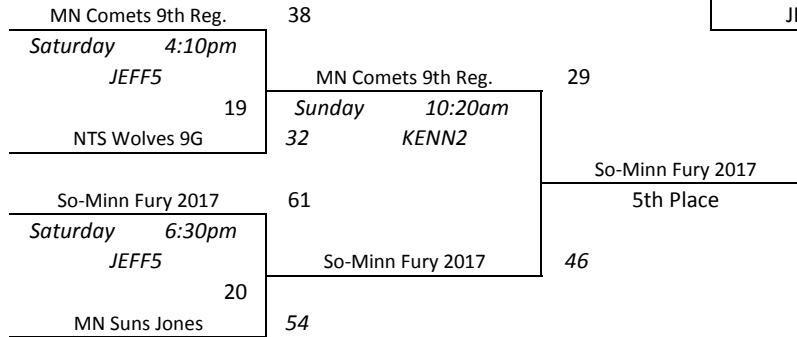 MN Comets 9th Reg. 38 JE
Saturday 4:10pm
JEFF5 MN Comets 9th Reg. 29
19 Sunday 10:20am
NTS Wolves 9G 32 KENN2
So-Minn Fury 2017
So-Minn Fury 2017 61 5th Place
Saturday 6:30pm
JEFF5 So-Minn Fury 2017 46
20
MN Suns Jones 54